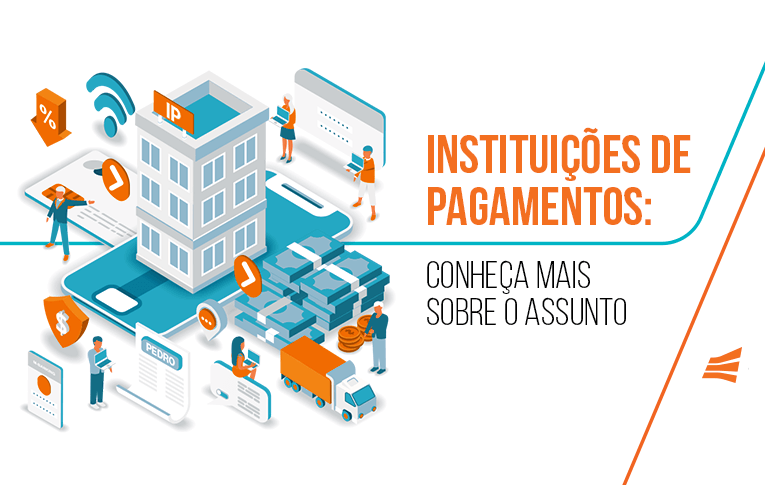 IP
%
INSTITUIÇÕES DE
PAGAMENTOS:
CONHEÇA MAIS
SOBRE O ASSUNTO
$
PEDRO